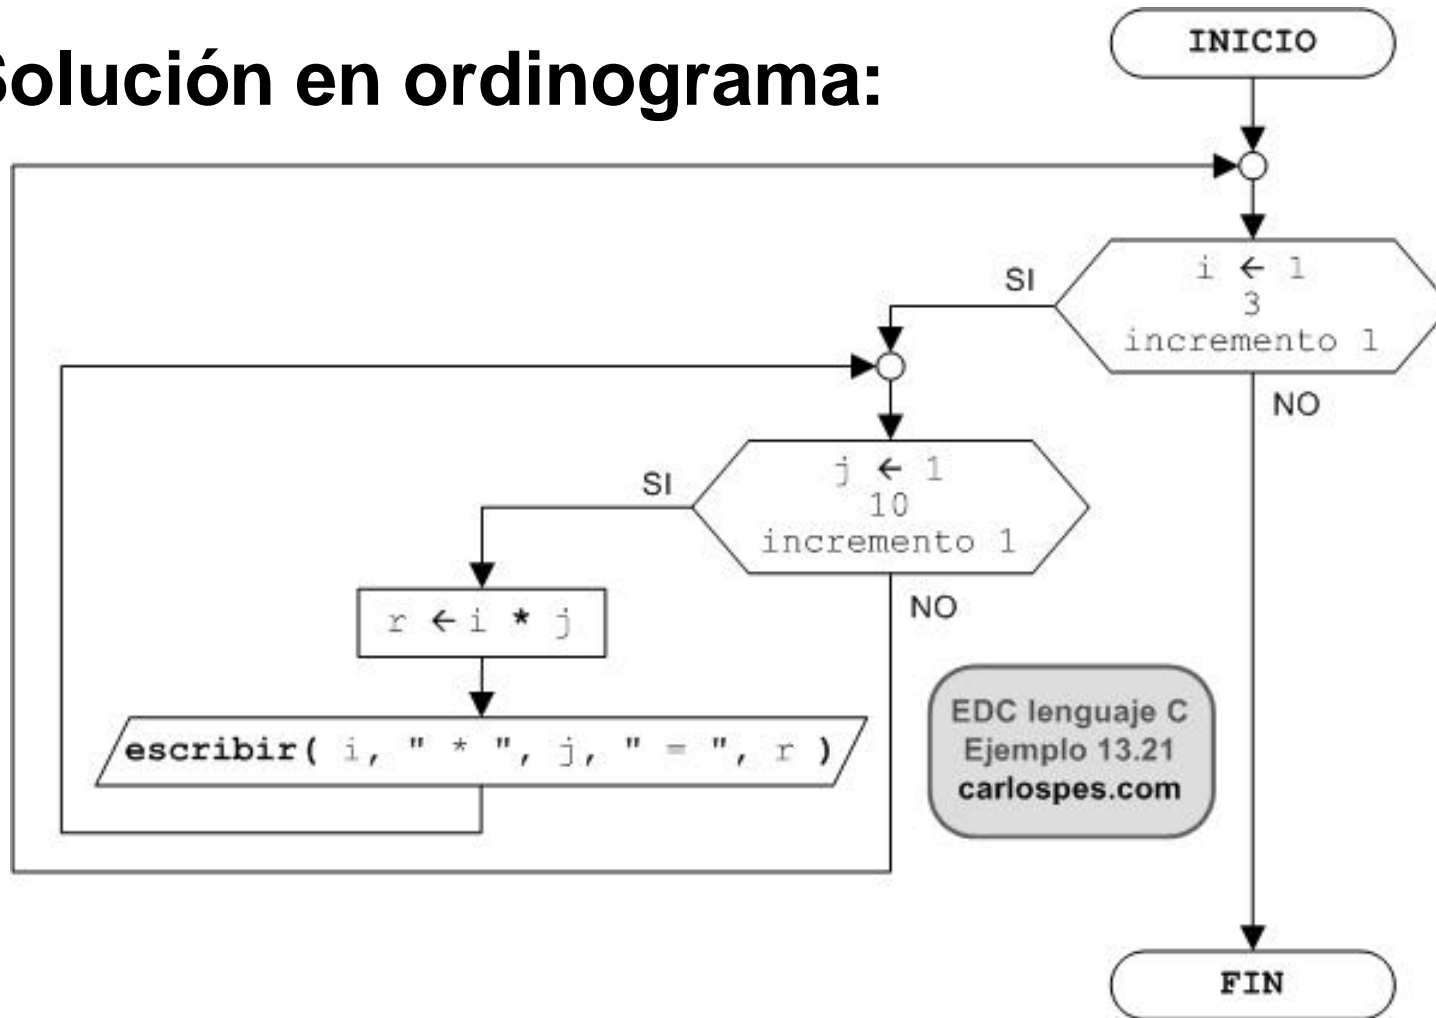 olución en ordinograma:
INICIO
i ← 1
3
incremento 1
SI
NO
j ← 1
10
incremento 1
SI
NO
r ← i * j
escribir( i, " * ", j, " = ", r )
EDC lenguaje C
Ejemplo 13.21
carlospes.com
FIN